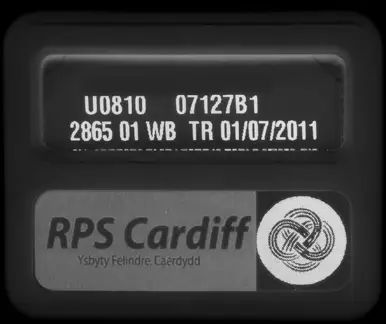 U0810 07127B1
2865 01 WB TR 01/07/2011
RPS Cardiff
Ysbyty Felindre, Caerdydd